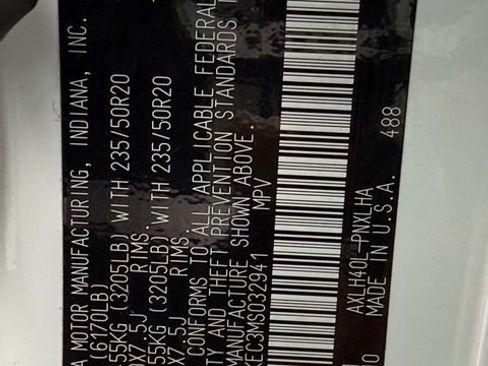 A MOTOR MANUFACTURING, INDIANA, INC.
(6170LB)
55KG (3205LB) WITH 235/50R20
0X7.5J RIMS.
55KG (3205LB) WITH 235/50R20
X7.5J RIMS.
CONFORMS TO ALL APPLICABLE FEDERAL
TY AND THEFT PREVENTION STANDARDS
MANUFACTURE SHOWN ABOVE.
KEC3MS032941 MPV
AXLH40L-PNXLHA
MADE IN U.S.A. 488